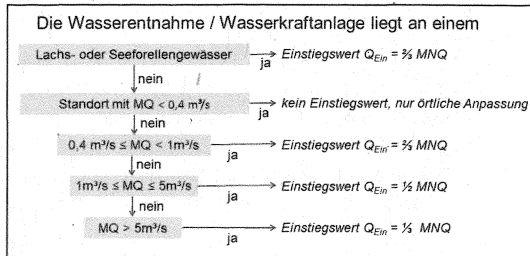 Die Wasserentnahme / Wasserkraftanlage liegt an einem
Lachs- oder Seeforellengewässer
ja
Einstiegswert Q_Ein = ⅔ MNQ
nein
Standort mit MQ < 0,4 m³/s
ja
kein Einstiegswert, nur örtliche Anpassung
nein
0,4 m³/s ≤ MQ < 1m³/s
ja
Einstiegswert Q_Ein = ⅔ MNQ
nein
1m³/s ≤ MQ ≤ 5m³/s
ja
Einstiegswert Q_Ein = ½ MNQ
nein
MQ > 5m³/s
ja
Einstiegswert Q_Ein = ⅓ MNQ